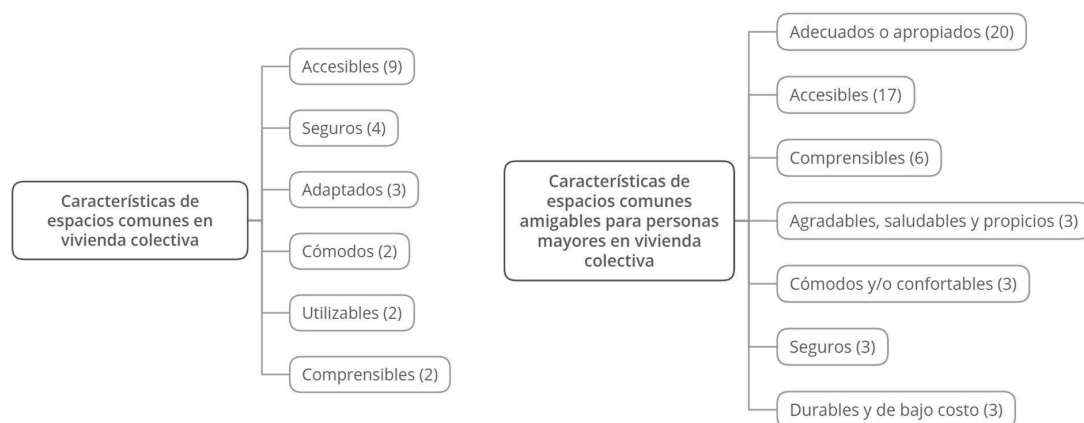 Características de
espacios comunes en
vivienda colectiva
Accesibles (9)
Seguros (4)
Adaptados (3)
Cómodos (2)
Utilizables (2)
Comprensibles (2)
Características de
espacios comunes
amigables para personas
mayores en vivienda
colectiva
Adecuados o apropiados (20)
Accesibles (17)
Comprensibles (6)
Agradables, saludables y propicios (3)
Cómodos y/o confortables (3)
Seguros (3)
Durables y de bajo costo (3)